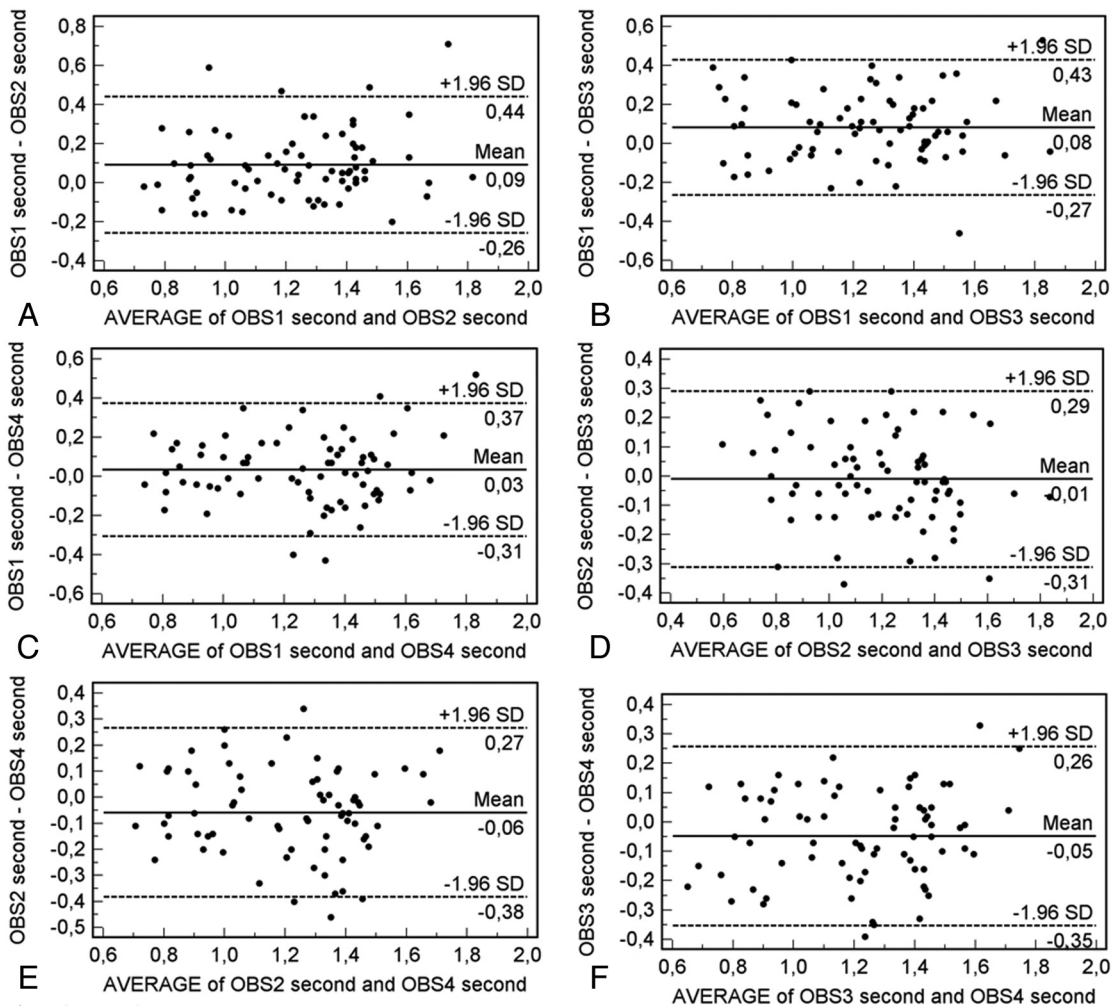 OBS1 second - OBS2 second
0,8
0,6
0,4
0,2
0,0
-0,2
-0,4
+1.96 SD
0,44
Mean
0,09
-1.96 SD
-0,26
0,6 0,8 1,0 1,2 1,4 1,6 1,8 2,0
A
AVERAGE of OBS1 second and OBS2 second
OBS1 second - OBS3 second
0,6
0,4
0,2
0,0
-0,2
-0,4
-0,6
+1.96 SD
0,43
Mean
0,08
-1.96 SD
-0,27
0,6 0,8 1,0 1,2 1,4 1,6 1,8 2,0
B
AVERAGE of OBS1 second and OBS3 second
OBS1 second - OBS4 second
0,6
0,4
0,2
-0,0
-0,2
-0,4
-0,6
+1.96 SD
0,37
Mean
0,03
-1.96 SD
-0,31
0,6 0,8 1,0 1,2 1,4 1,6 1,8 2,0
C
AVERAGE of OBS1 second and OBS4 second
OBS2 second - OBS3 second
0,4
0,3
0,2
0,1
0,0
-0,1
-0,2
-0,3
-0,4
+1.96 SD
0,29
Mean
-0,01
-1.96 SD
-0,31
0,4 0,6 0,8 1,0 1,2 1,4 1,6 1,8 2,0
D
AVERAGE of OBS2 second and OBS3 second
OBS2 second - OBS4 second
0,4
0,3
0,2
0,1
0,0
-0,1
-0,2
-0,3
-0,4
-0,5
+1.96 SD
0,27
Mean
-0,06
-1.96 SD
-0,38
0,6 0,8 1,0 1,2 1,4 1,6 1,8 2,0
E
AVERAGE of OBS2 second and OBS4 second
OBS3 second - OBS4 second
0,4
0,3
0,2
0,1
0,0
-0,1
-0,2
-0,3
-0,4
+1.96 SD
0,26
Mean
-0,05
-1.96 SD
-0,35
0,6 0,8 1,0 1,2 1,4 1,6 1,8 2,0
F
AVERAGE of OBS3 second and OBS4 second